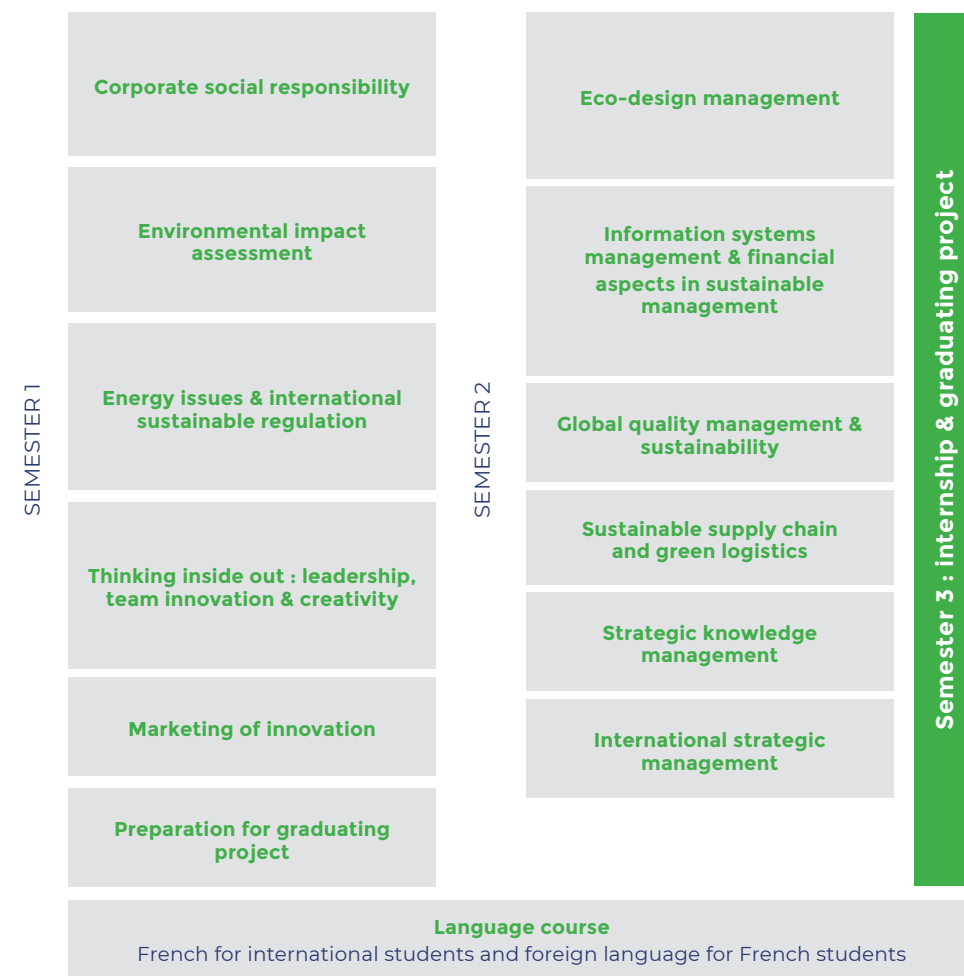 SEMESTER 1
Corporate social responsibility
Environmental impact
assessment
Energy issues & international
sustainable regulation
Thinking inside out : leadership,
team innovation & creativity
Marketing of innovation
Preparation for graduating
project
SEMESTER 2
Eco-design management
Information systems
management & financial
aspects in sustainable
management
Global quality management &
sustainability
Sustainable supply chain
and green logistics
Strategic knowledge
management
International strategic
management
Semester 3 : internship & graduating project
Language course
French for international students and foreign language for French students